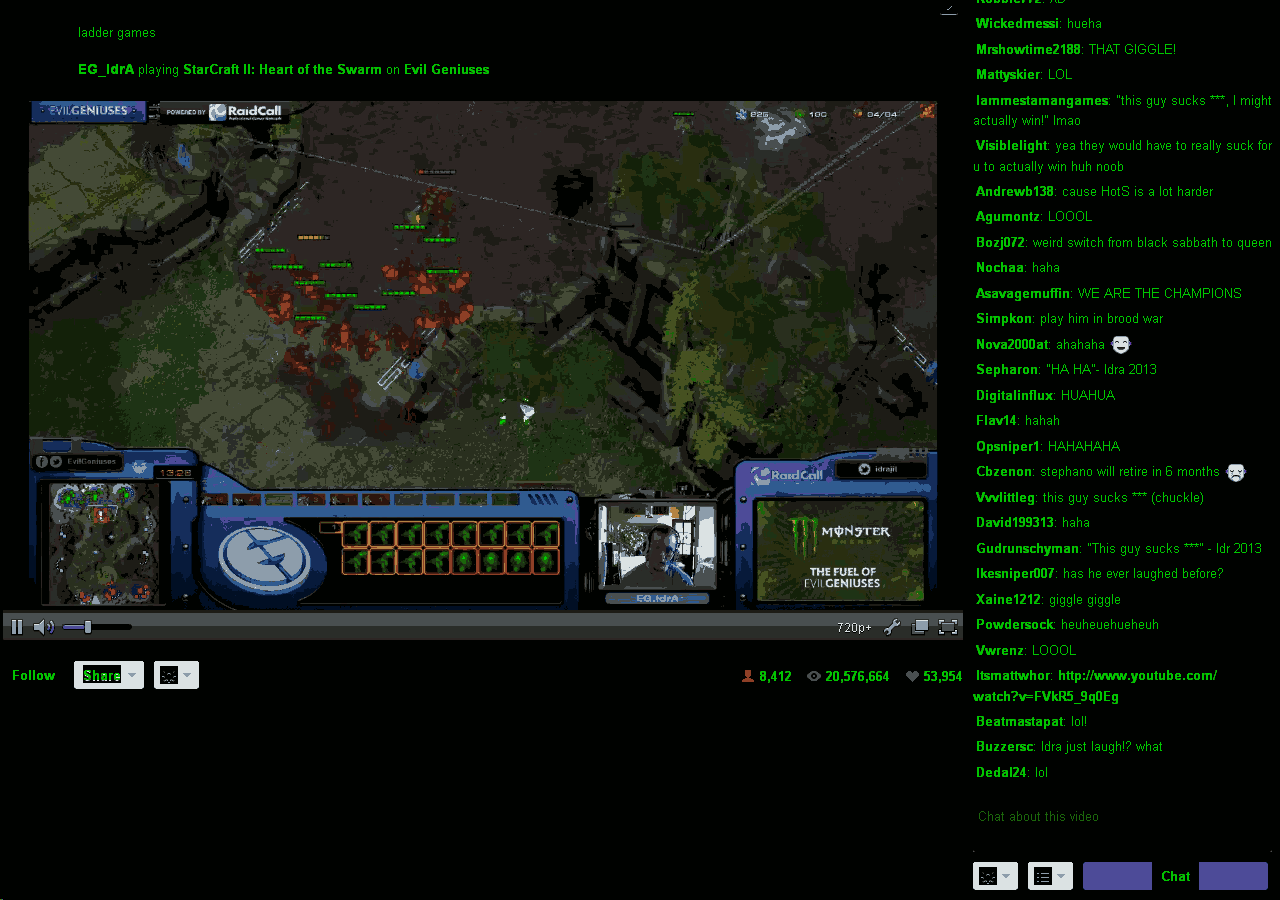 ladder games
EG_IdrA playing StarCraft II: Heart of the Swarm on Evil Geniuses
EVILGENIUSES
POWERED BY RaidCall
100
64/64
EvilGeniuses
13:28
RaidCall
idrajit
MONSTER
ENERGY
THE FUEL OF
EVILGENIUSES
EG.IdrA
720p+
Follow
Share
8,412
20,576,664
53,954
Wickedmessi: hueha
Mrshowtime2188: THAT GIGGLE!
Mattyskier: LOL
Iammestamangames: "this guy sucks ***, I might
actually win!" lmao
Visiblelight: yea they would have to really suck for
u to actually win huh noob
Andrewb138: cause HotS is a lot harder
Agumontz: LOOOL
Bozj072: weird switch from black sabbath to queen
Nochaa: haha
Asavagemuffin: WE ARE THE CHAMPIONS
Simpkon: play him in brood war
Nova2000at: ahahaha
Sepharon: "HA HA"- Idra 2013
Digitalinflux: HUAHUA
Flav14: hahah
Opsniper1: HAHAHAHA
Cbzenon: stephano will retire in 6 months
Vvvlittleg: this guy sucks *** (chuckle)
David199313: haha
Gudrunschyman: "This guy sucks ***" - Idr 2013
Ikesniper007: has he ever laughed before?
Xaine1212: giggle giggle
Powdersock: heuheuehueheuh
Vwrenz: LOOOL
Itsmattwhor: http://www.youtube.com/
watch?v=FVkR5_9q0Eg
Beatmastapat: lol!
Buzzersc: Idra just laugh!? what
Dedal24: lol
Chat about this video
Chat